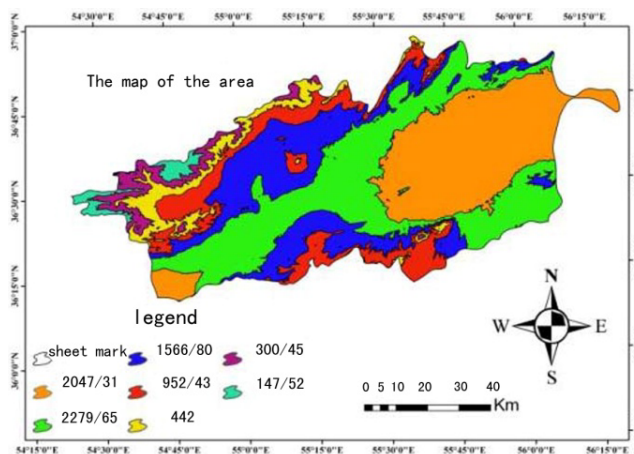 54°30'0"E 54°45'0"E 55°0'0"E 55°15'0"E 55°30'0"E 55°45'0"E 56°0'0"E 56°15'0"E
37°0'0"N
The map of the area
36°45'0"N
36°30'0"N
36°15'0"N
36°0'0"N
N
W E
S
legend
sheet mark 1566/80 300/45
2047/31 952/43 147/52
2279/65 442
0 5 10 20 30 40
Km
54°15'0"E 54°30'0"E 54°45'0"E 55°0'0"E 55°15'0"E 55°30'0"E 55°45'0"E 56°0'0"E 56°15'0"E